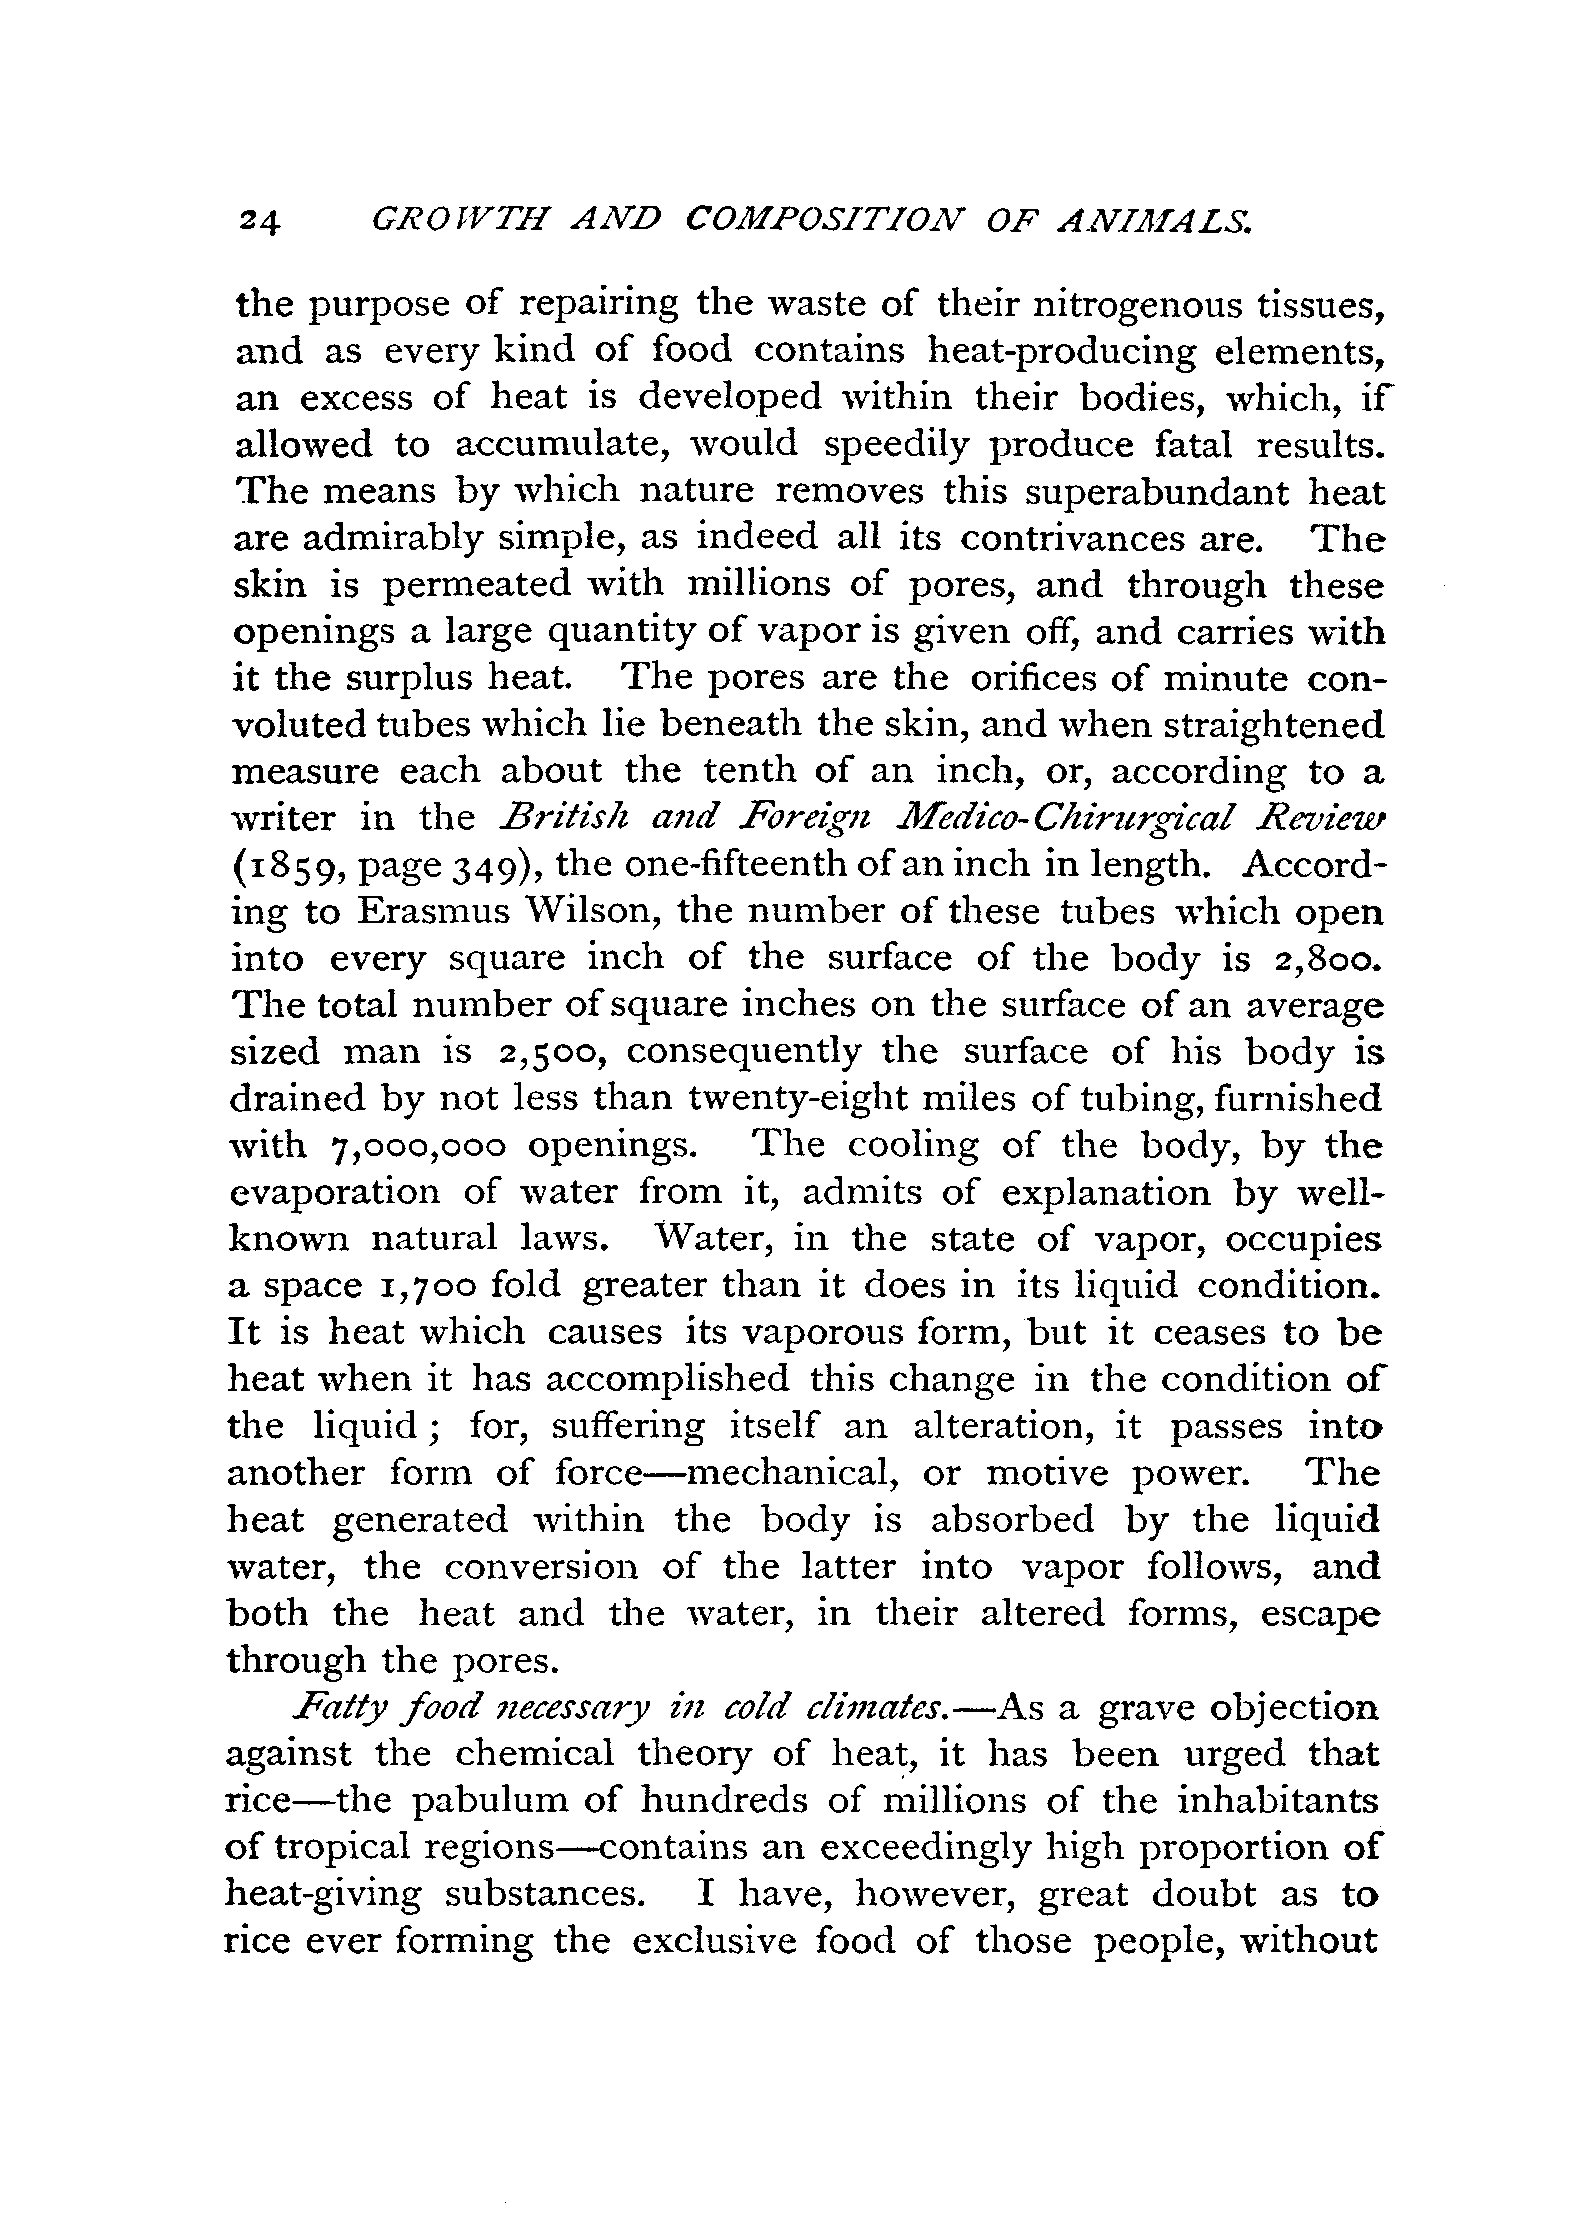 24 GROWTH AND COMPOSITION OF ANIMALS.
the purpose of repairing the waste of their nitrogenous tissues,
and as every kind of food contains heat-producing elements,
an excess of heat is developed within their bodies, which, if
allowed to accumulate, would speedily produce fatal results.
The means by which nature removes this superabundant heat
are admirably simple, as indeed all its contrivances are. The
skin is permeated with millions of pores, and through these
openings a large quantity of vapor is given off, and carries with
it the surplus heat. The pores are the orifices of minute con-
voluted tubes which lie beneath the skin, and when straightened
measure each about the tenth of an inch, or, according to a
writer in the British and Foreign Medico-Chirurgical Review
(1859, page 349), the one-fifteenth of an inch in length. Accord-
ing to Erasmus Wilson, the number of these tubes which open
into every square inch of the surface of the body is 2,800.
The total number of square inches on the surface of an average
sized man is 2,500, consequently the surface of his body is
drained by not less than twenty-eight miles of tubing, furnished
with 7,000,000 openings. The cooling of the body, by the
evaporation of water from it, admits of explanation by well-
known natural laws. Water, in the state of vapor, occupies
a space 1,700 fold greater than it does in its liquid condition.
It is heat which causes its vaporous form, but it ceases to be
heat when it has accomplished this change in the condition of
the liquid; for, suffering itself an alteration, it passes into
another form of force—mechanical, or motive power. The
heat generated within the body is absorbed by the liquid
water, the conversion of the latter into vapor follows, and
both the heat and the water, in their altered forms, escape
through the pores.
Fatty food necessary in cold climates.—As a grave objection
against the chemical theory of heat, it has been urged that
rice—the pabulum of hundreds of millions of the inhabitants
of tropical regions—contains an exceedingly high proportion of
heat-giving substances. I have, however, great doubt as to
rice ever forming the exclusive food of those people, without